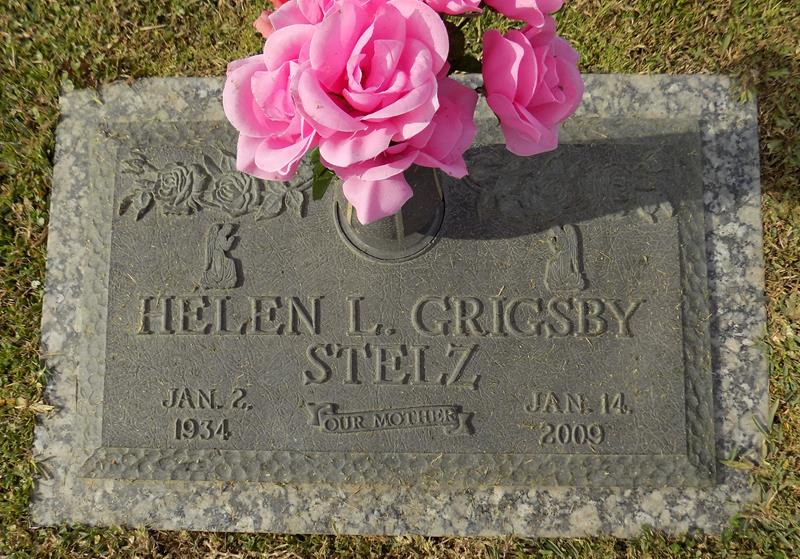 HELEN L. GRIGSBY
STELZ
JAN. 2, 1934
OUR MOTHER
JAN. 14, 2009